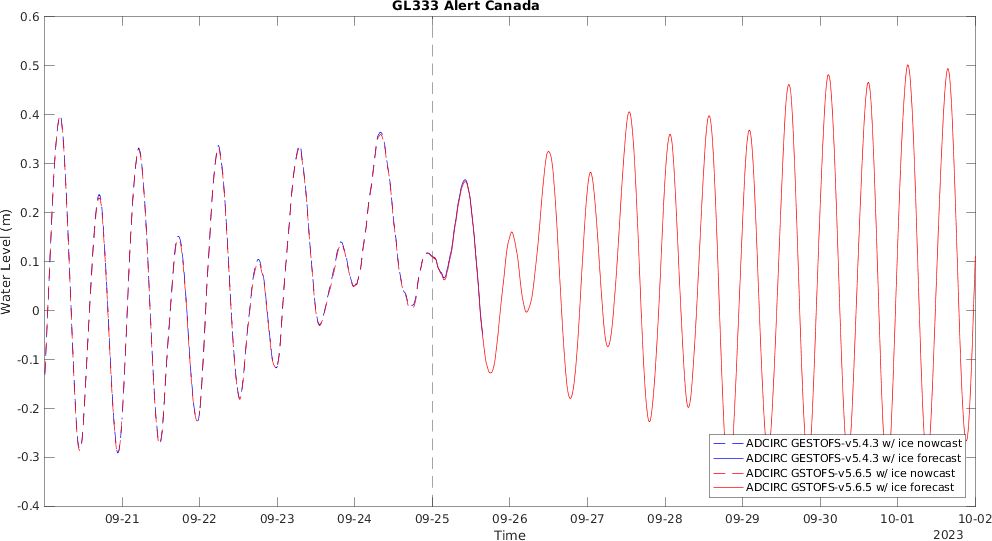 GL333 Alert Canada
0.6
0.5
0.4
0.3
0.2
0.1
0
-0.1
-0.2
-0.3
-0.4
Water Level (m)
ADCIRC GESTOFS-v5.4.3 w/ ice nowcast
ADCIRC GESTOFS-v5.4.3 w/ ice forecast
ADCIRC GSTOFS-v5.6.5 w/ ice nowcast
ADCIRC GSTOFS-v5.6.5 w/ ice forecast
09-21 09-22 09-23 09-24 09-25 09-26 09-27 09-28 09-29 09-30 10-01 10-02
Time
2023